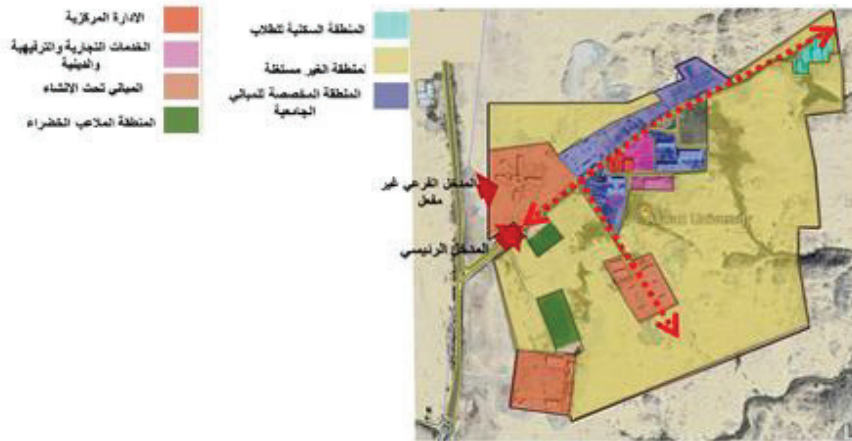 الادارة المركزية
الخدمات التجارية والترفيهية
والدينية
المباني تحت الانشاء
المنطقة الملاعب الخضراء
المنطقة السكنية للطلاب
لمنطقة الغير مستغلة
المنطقة المخصصة للمباني
الجامعية
المدخل الفرعي غير
مفعل
المدخل الرئيسي